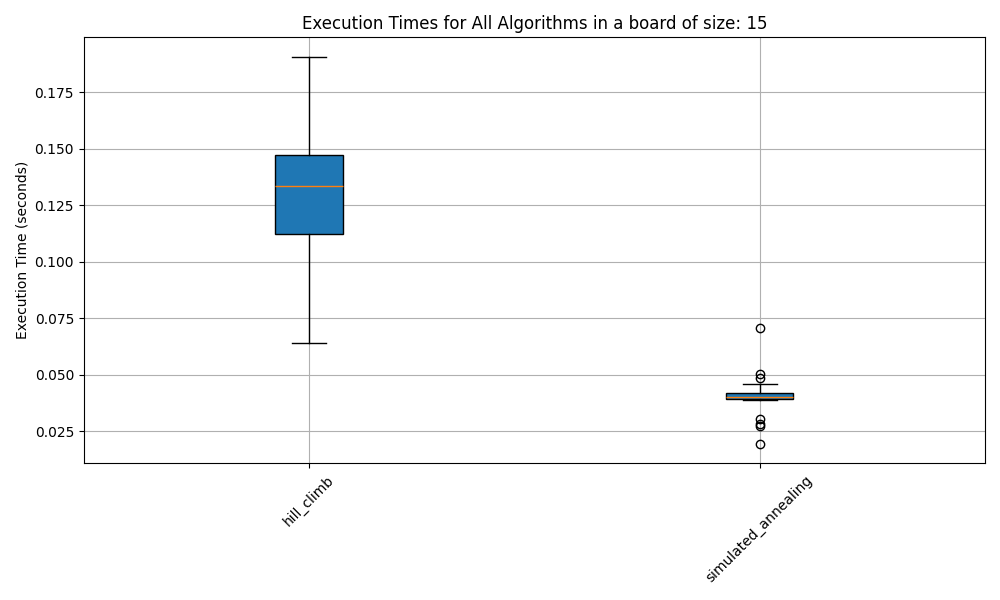 Execution Times for All Algorithms in a board of size: 15
Execution Time (seconds)
0.175
0.150
0.125
0.100
0.075
0.050
0.025
hill_climb
simulated_annealing